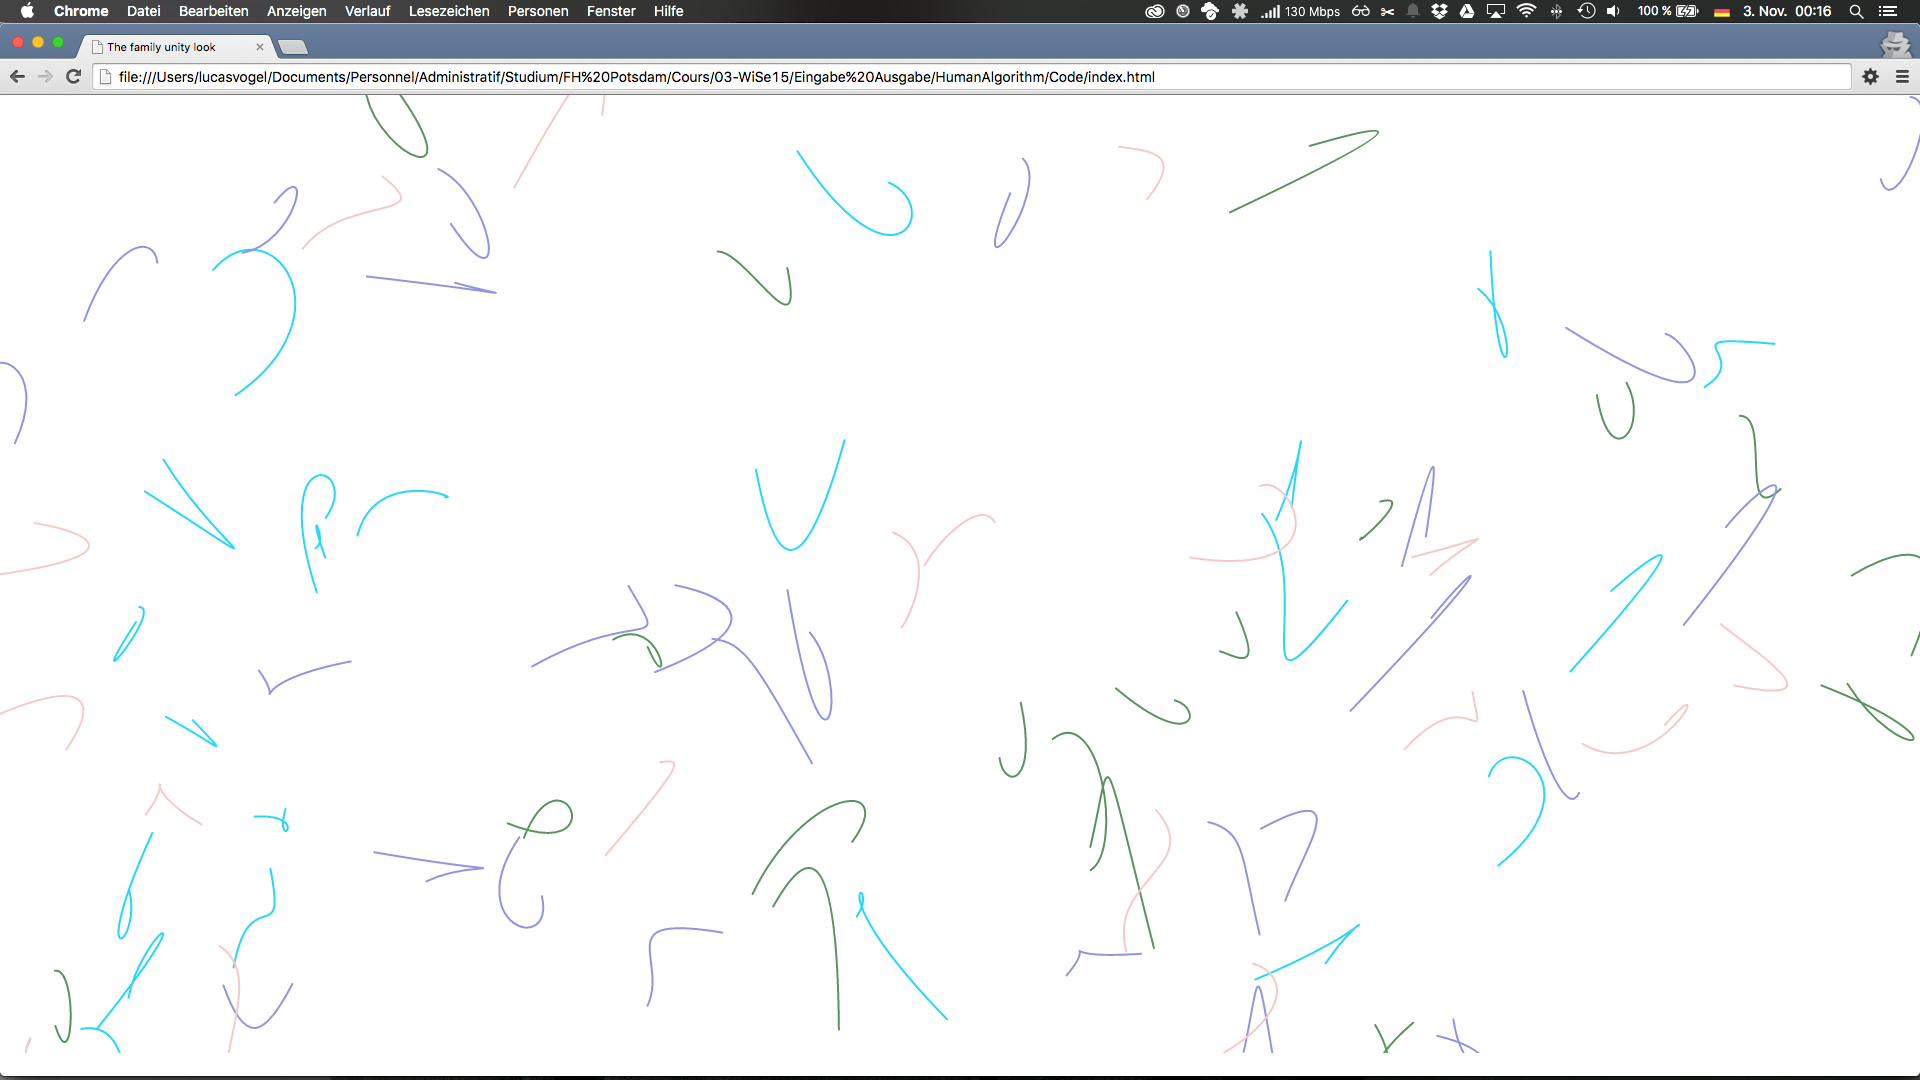 Chrome Datei Bearbeiten Anzeigen Verlauf Lesezeichen Personen Fenster Hilfe 130 Mbps 100 % 3. Nov. 00:16
The family unity look
file:///Users/lucasvogel/Documents/Personnel/Administratif/Studium/FH%20Potsdam/Cours/03-WiSe15/Eingabe%20Ausgabe/HumanAlgorithm/Code/index.html